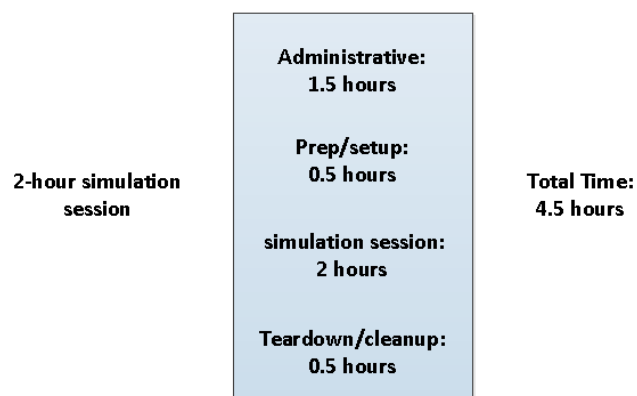 2-hour simulation
session
Administrative:
1.5 hours
Prep/setup:
0.5 hours
simulation session:
2 hours
Teardown/cleanup:
0.5 hours
Total Time:
4.5 hours